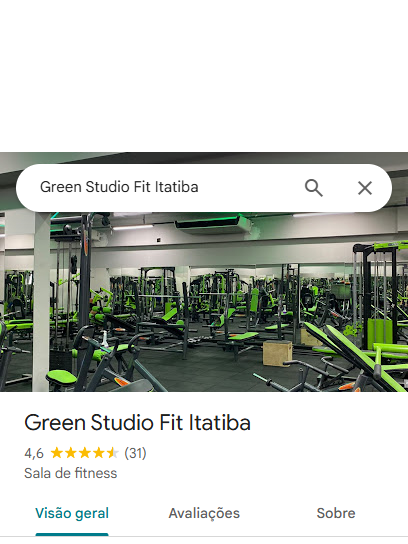 Green Studio Fit Itatiba
Green Studio Fit Itatiba
4,6 (31)
Sala de fitness
Visão geral Avaliações Sobre